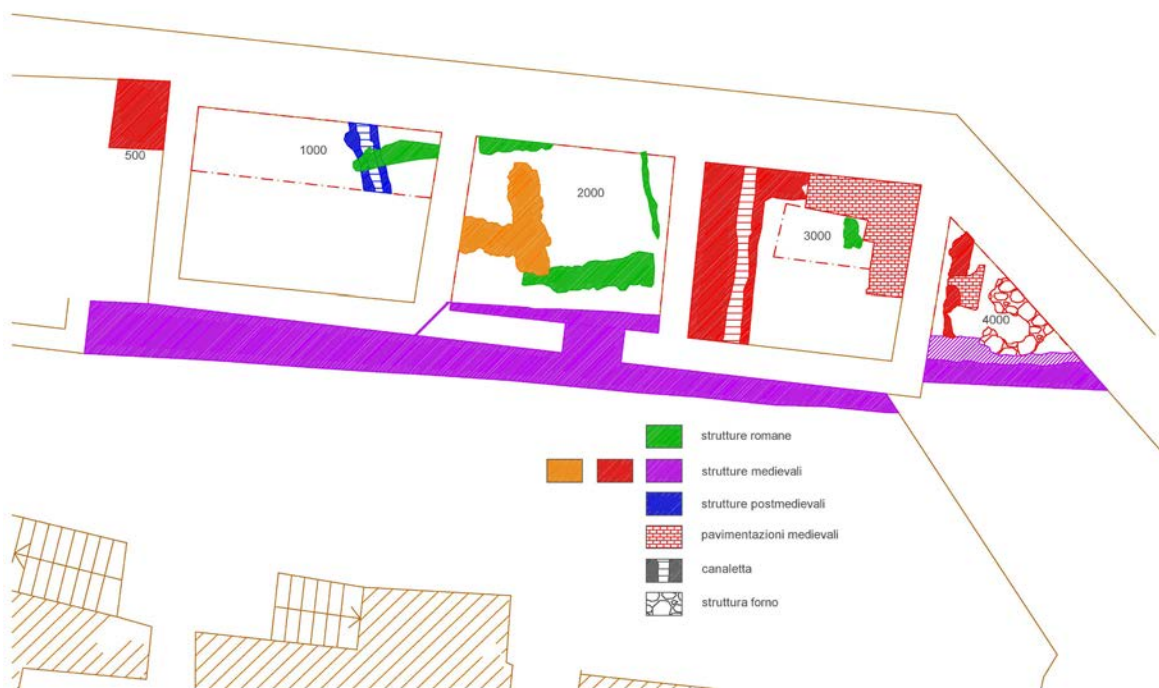 500
1000
2000
3000
4000
strutture romane
strutture medievali
strutture postmedievali
pavimentazioni medievali
canaletta
struttura forno